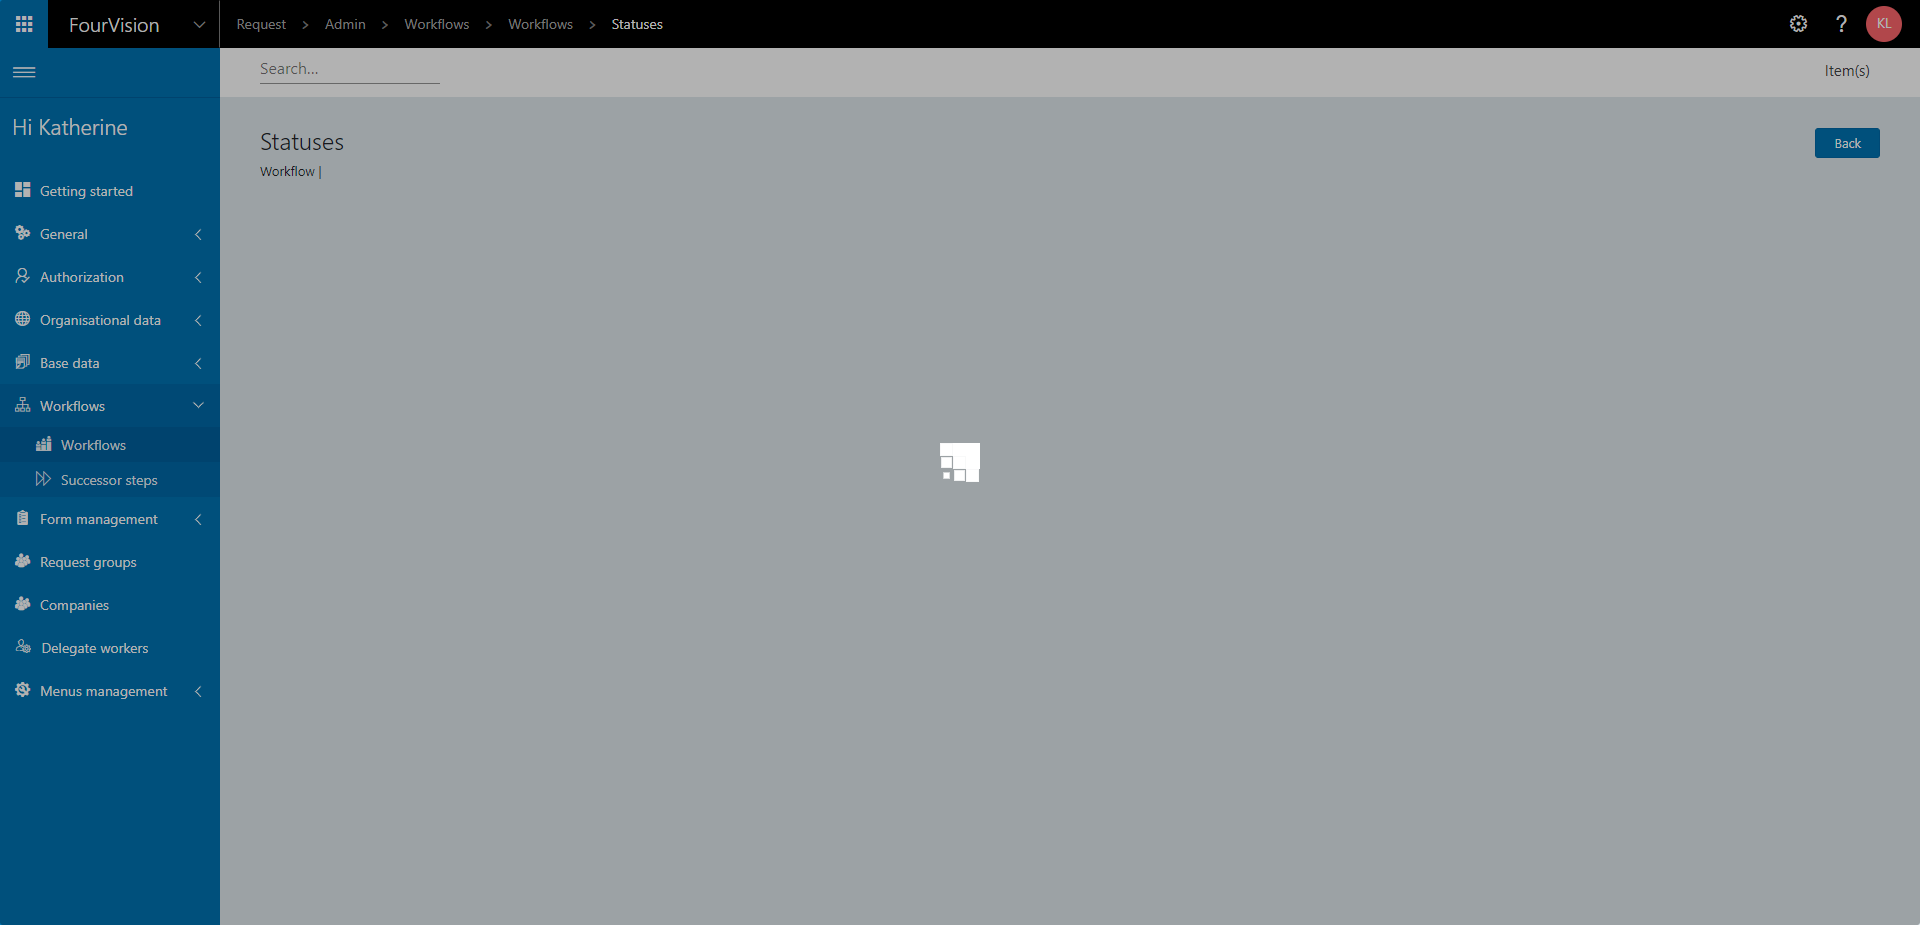 FourVision
Request > Admin > Workflows > Workflows > Statuses
? KL
Search...
Item(s)
Hi Katherine
Statuses
Back
Workflow |
Getting started
General
Authorization
Organisational data
Base data
Workflows
Workflows
Successor steps
Form management
Request groups
Companies
Delegate workers
Menus management